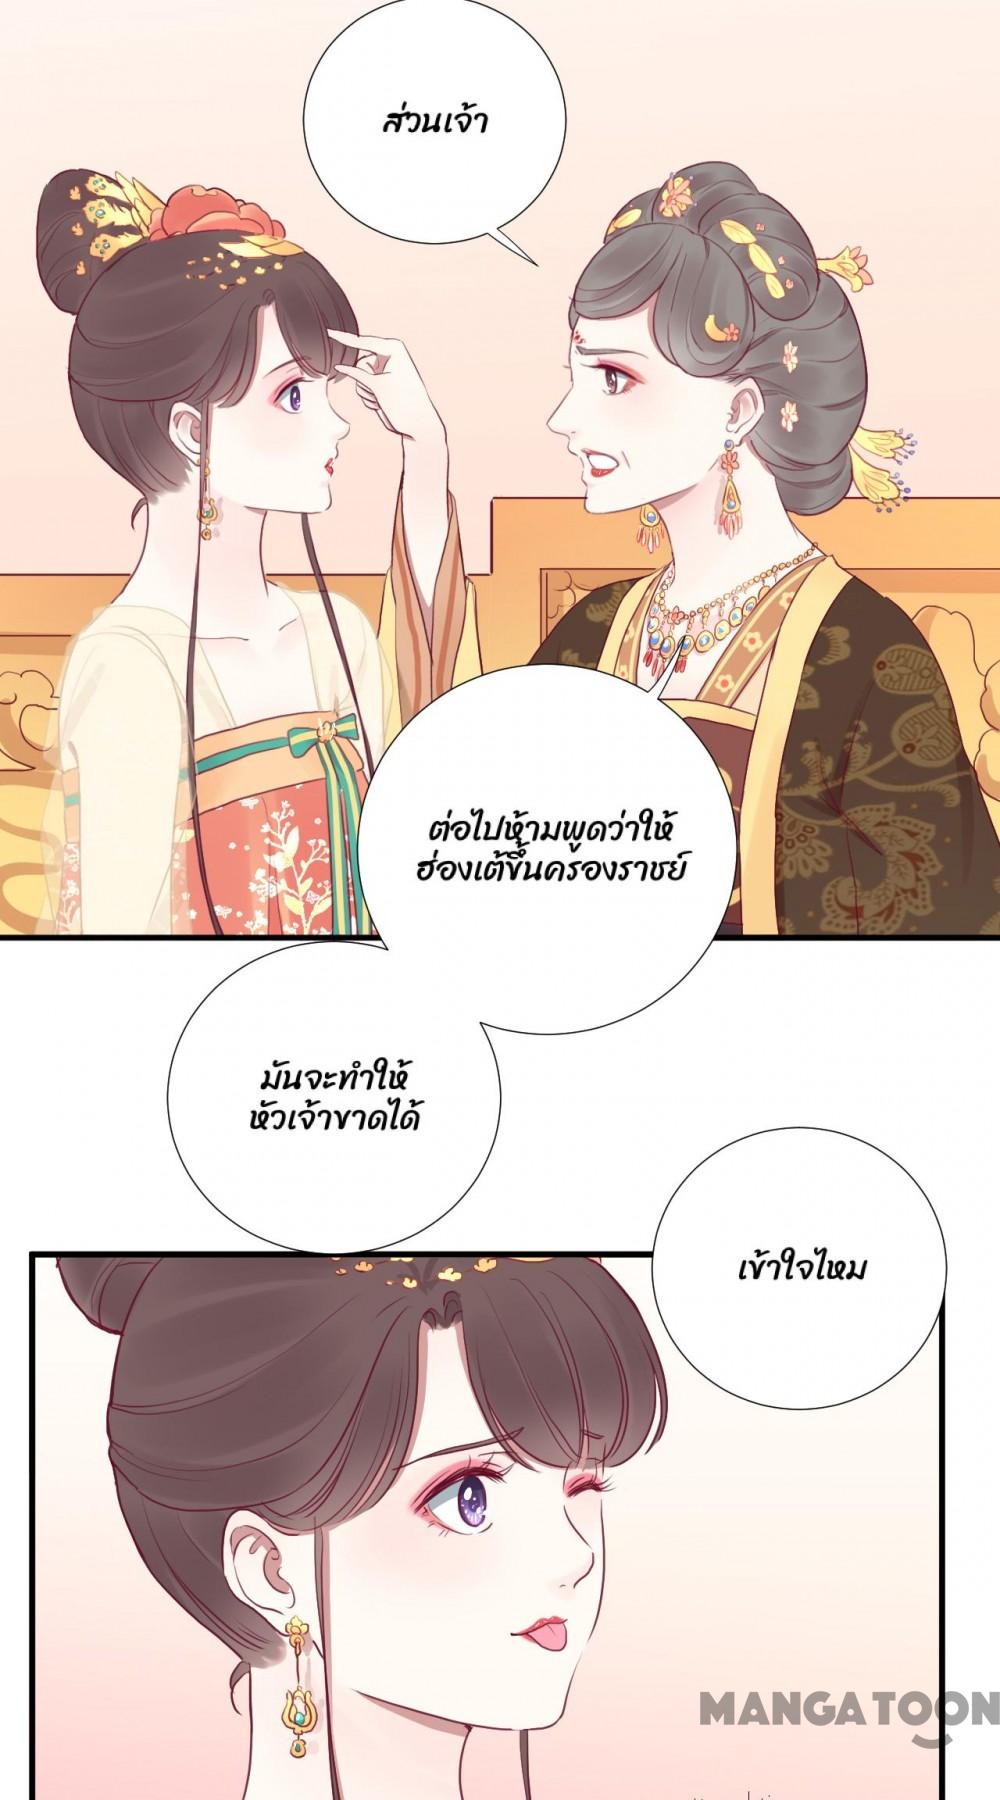 ส่วนเจ้า
ต่อไปห้ามพูดว่าให้
ฮ่องเต้ขึ้นครองราชย์
มันจะทำให้
หัวเจ้าขาดได้
เข้าใจไหม
MANGATOON